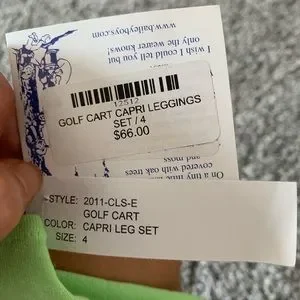 www.baileyboys.com
I wish I could tell you but
only the wearer knows!
12512
GOLF CART CAPRI LEGGINGS
SET / 4
$66.00
and moss
covered with oak trees
On a tiny little
STYLE: 2011-CLS-E
GOLF CART
COLOR: CAPRI LEG SET
SIZE: 4